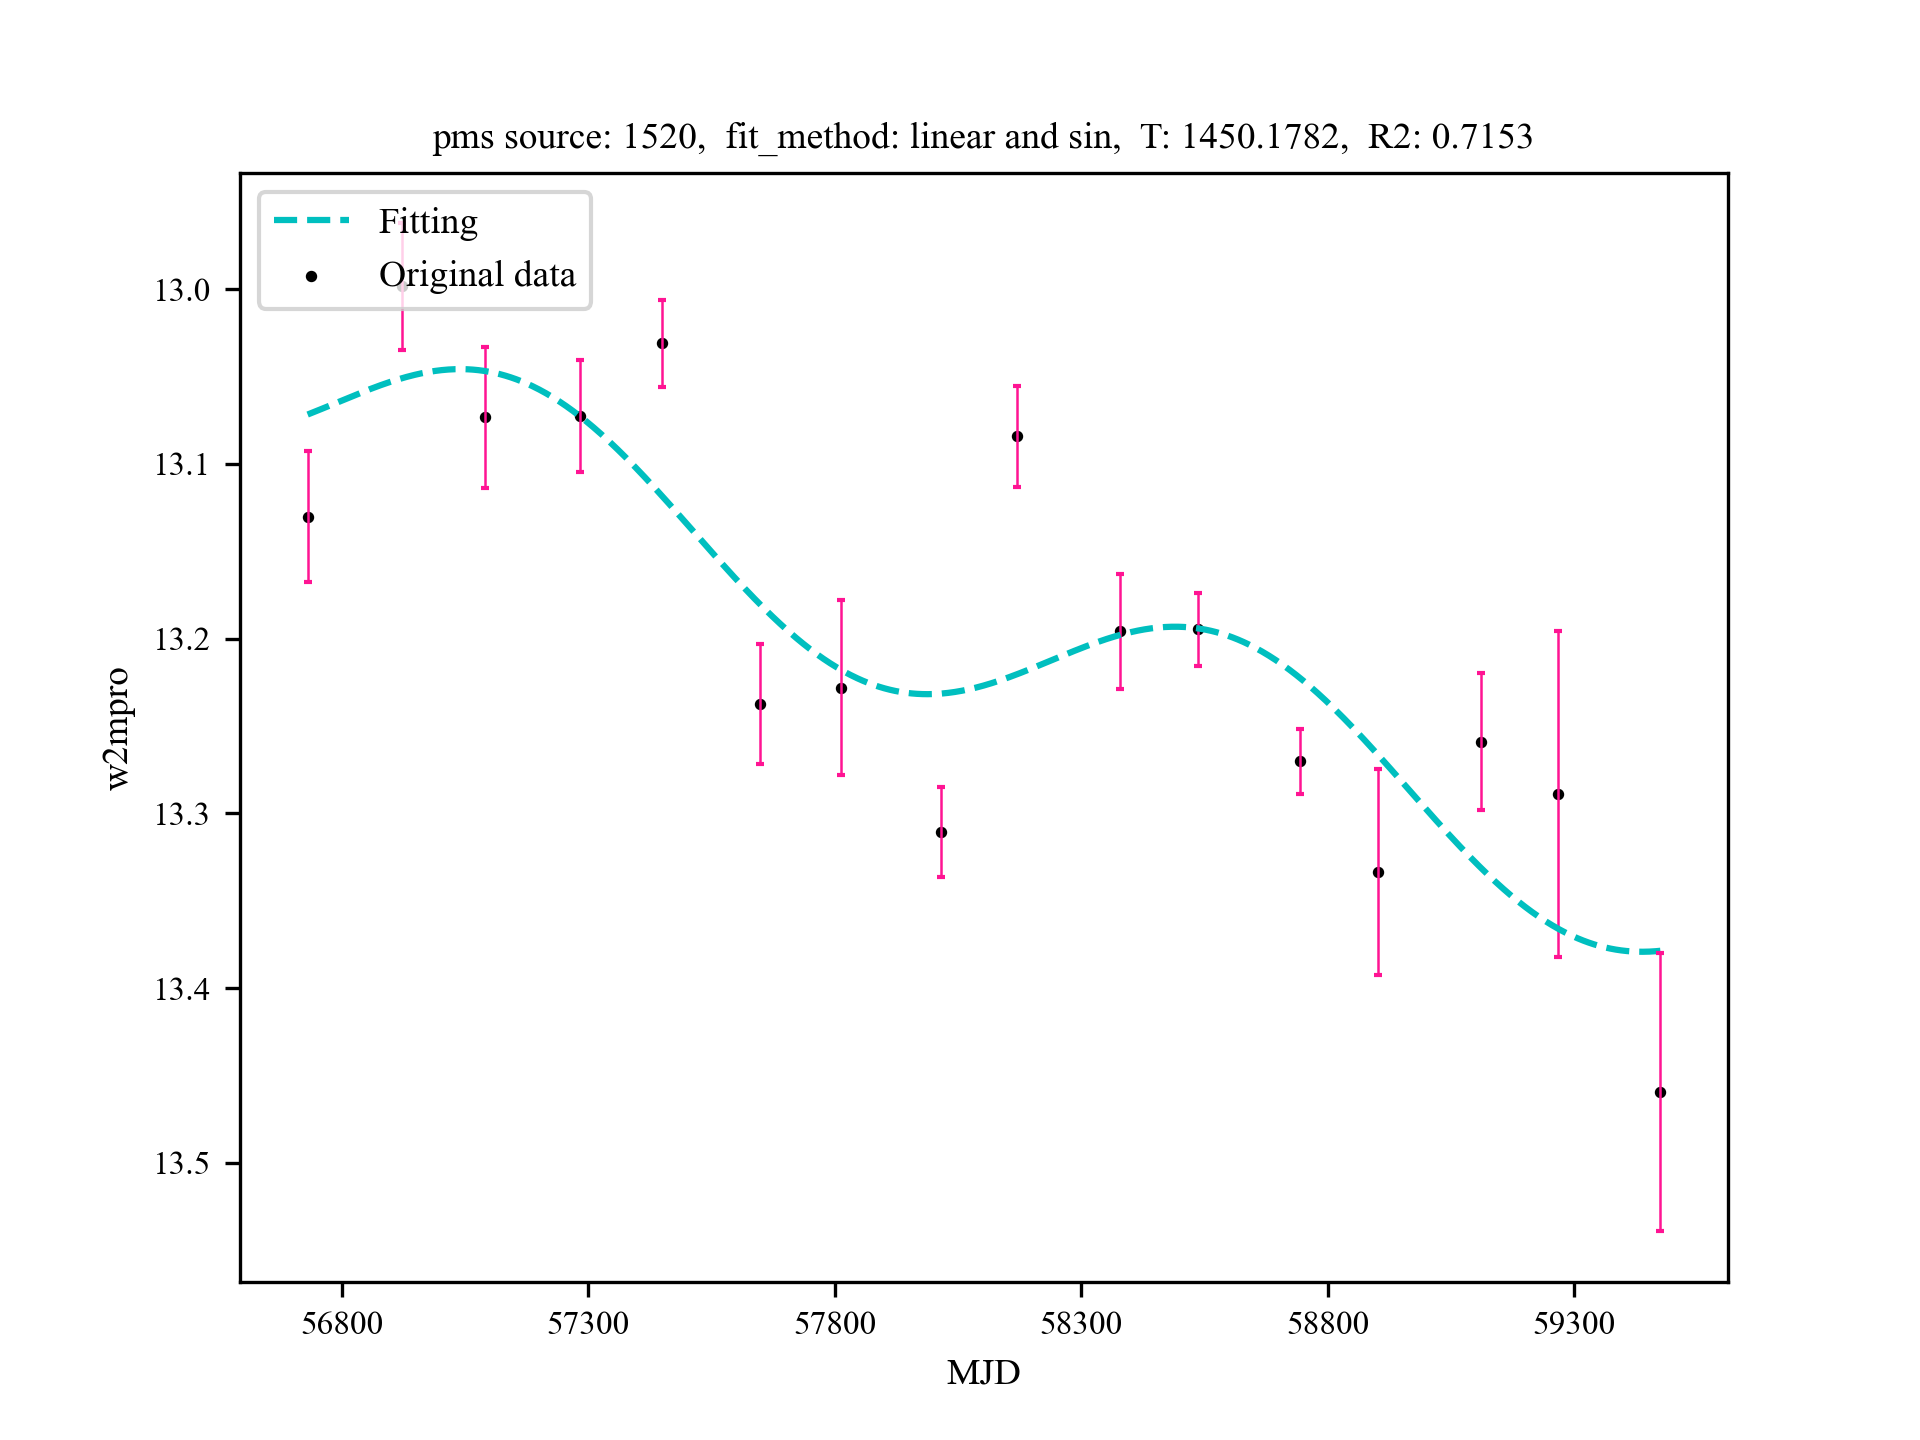 pms source: 1520, fit_method: linear and sin, T: 1450.1782, R2: 0.7153
Fitting
Original data
13.0
13.1
13.2
13.3
13.4
13.5
w2mpro
56800 57300 57800 58300 58800 59300
MJD